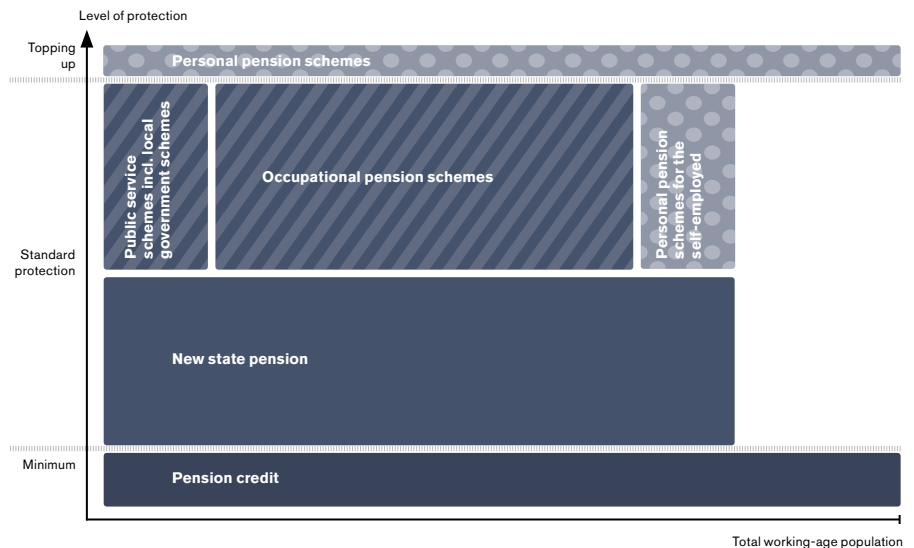 Level of protection
Topping
up
Personal pension schemes
Public service
schemes incl. local
government schemes
Occupational pension schemes
Personal pension
schemes for the
self-employed
Standard
protection
New state pension
Minimum
Pension credit
Total working-age population